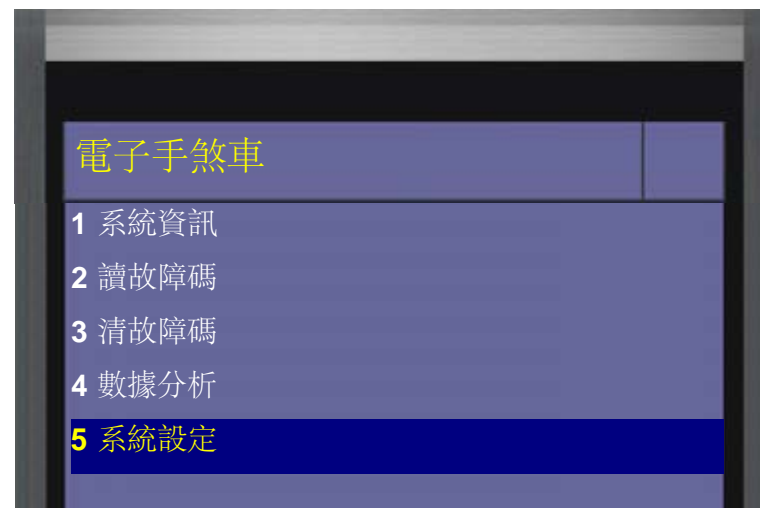 電子手煞車
1 系統資訊
2 讀故障碼
3 清故障碼
4 數據分析
5 系統設定